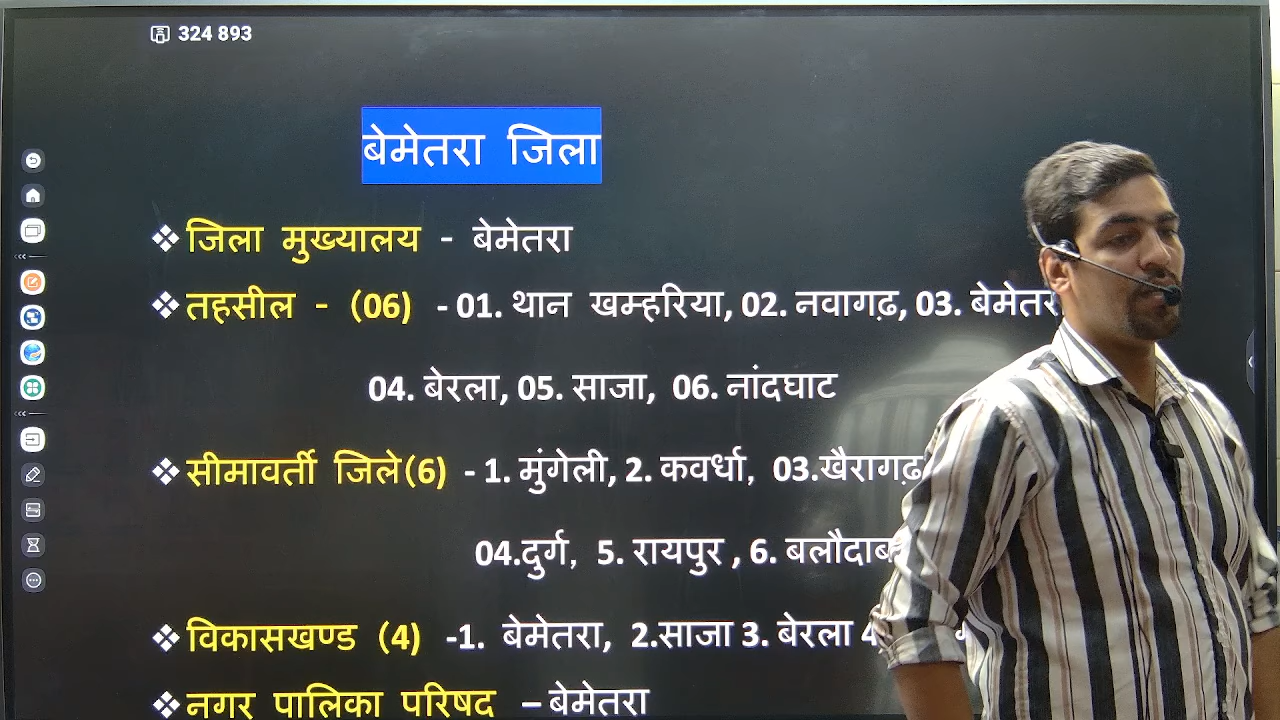 324 893
बेमेतरा जिला
❖ जिला मुख्यालय - बेमेतरा
❖ तहसील - (06) - 01. थान खम्हरिया, 02. नवागढ़, 03. बेमेतर
04. बेरला, 05. साजा, 06. नांदघाट
❖ सीमावर्ती जिले(6) - 1. मुंगेली, 2. कवर्धा, 03.खैरागढ़
04.दुर्ग, 5. रायपुर , 6. बलौदाब
❖ विकासखण्ड (4) -1. बेमेतरा, 2.साजा 3. बेरला 4
❖ नगर पालिका परिषद – बेमेतरा